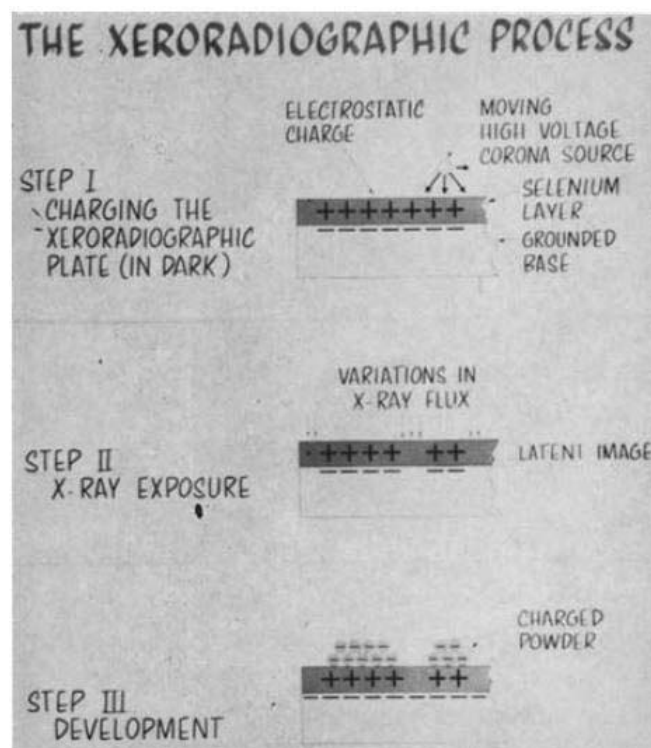 THE XERORADIOGRAPHIC PROCESS
ELECTROSTATIC
CHARGE
MOVING
HIGH VOLTAGE
CORONA SOURCE
STEP I
CHARGING THE
XERORADIOGRAPHIC
PLATE (IN DARK)
+++++++
SELENIUM
LAYER
GROUNDED
BASE
VARIATIONS IN
X-RAY FLUX
STEP II
X-RAY EXPOSURE
++++ ++
LATENT IMAGE
CHARGED
POWDER
++++ ++
STEP III
DEVELOPMENT